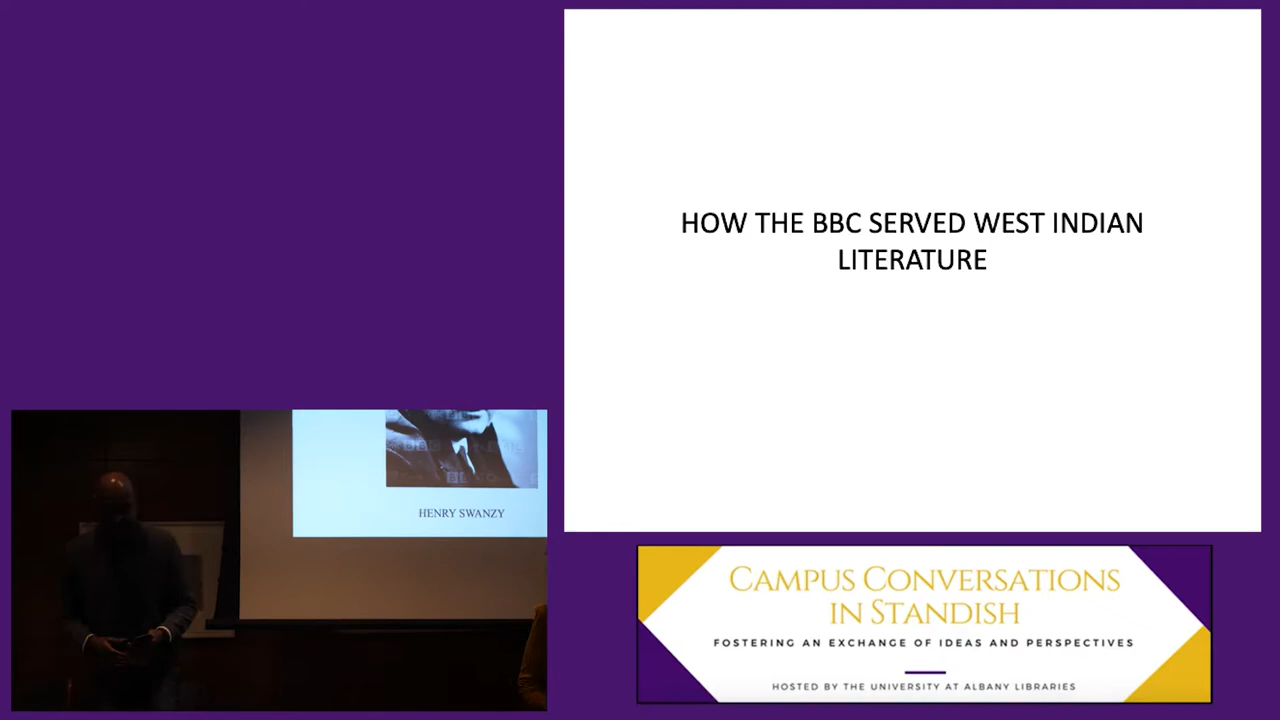 HOW THE BBC SERVED WEST INDIAN
LITERATURE
HENRY SWANZY
CAMPUS CONVERSATIONS
IN STANDISH
FOSTERING AN EXCHANGE OF IDEAS AND PERSPECTIVES
HOSTED BY THE UNIVERSITY AT ALBANY LIBRARIES